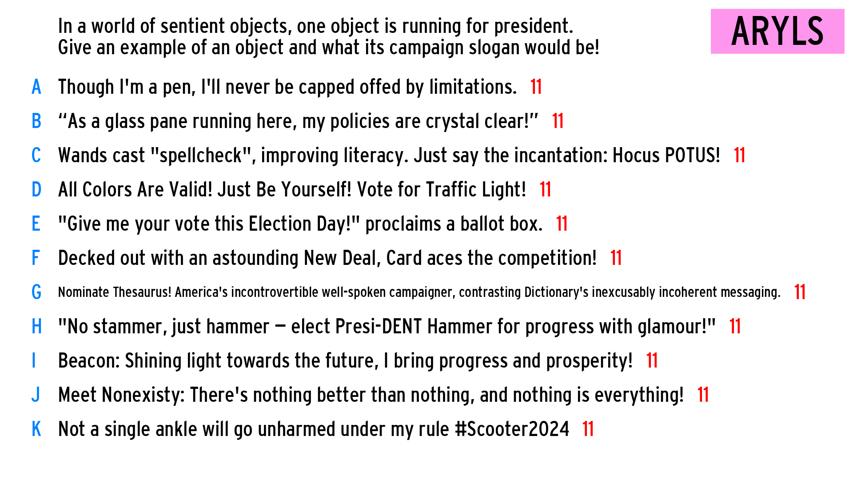 In a world of sentient objects, one object is running for president.
Give an example of an object and what its campaign slogan would be!
ARYLS
A Though I'm a pen, I'll never be capped offed by limitations. 11
B “As a glass pane running here, my policies are crystal clear!” 11
C Wands cast "spellcheck", improving literacy. Just say the incantation: Hocus POTUS! 11
D All Colors Are Valid! Just Be Yourself! Vote for Traffic Light! 11
E "Give me your vote this Election Day!" proclaims a ballot box. 11
F Decked out with an astounding New Deal, Card aces the competition! 11
G Nominate Thesaurus! America's incontrovertible well-spoken campaigner, contrasting Dictionary's inexcusably incoherent messaging. 11
H "No stammer, just hammer – elect Presi-DENT Hammer for progress with glamour!" 11
I Beacon: Shining light towards the future, I bring progress and prosperity! 11
J Meet Nonexisty: There's nothing better than nothing, and nothing is everything! 11
K Not a single ankle will go unharmed under my rule #Scooter2024 11